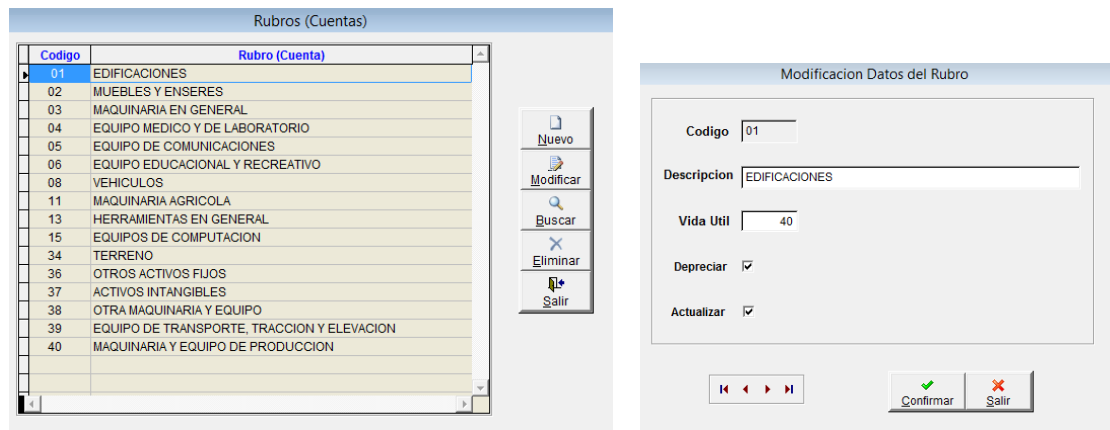 Rubros (Cuentas)
Codigo Rubro (Cuenta)
01 EDIFICACIONES
02 MUEBLES Y ENSERES
03 MAQUINARIA EN GENERAL
04 EQUIPO MEDICO Y DE LABORATORIO
05 EQUIPO DE COMUNICACIONES
06 EQUIPO EDUCACIONAL Y RECREATIVO
08 VEHICULOS
11 MAQUINARIA AGRICOLA
13 HERRAMIENTAS EN GENERAL
15 EQUIPOS DE COMPUTACION
34 TERRENO
36 OTROS ACTIVOS FIJOS
37 ACTIVOS INTANGIBLES
38 OTRA MAQUINARIA Y EQUIPO
39 EQUIPO DE TRANSPORTE, TRACCION Y ELEVACION
40 MAQUINARIA Y EQUIPO DE PRODUCCION
Nuevo
Modificar
Buscar
Eliminar
Salir
Modificacion Datos del Rubro
Codigo 01
Descripcion EDIFICACIONES
Vida Util 40
Depreciar
Actualizar
Confirmar Salir